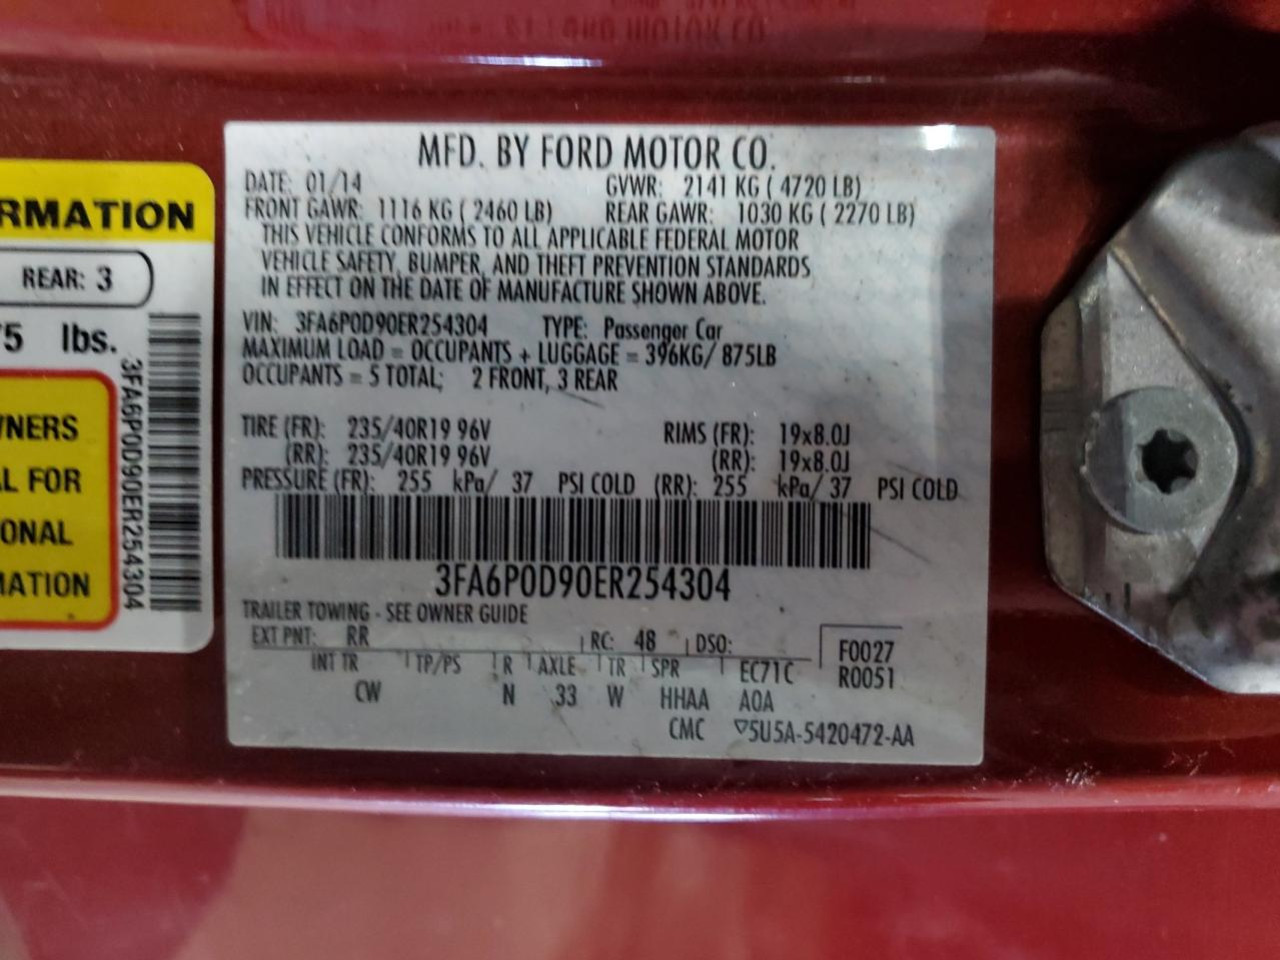 RMATION
REAR: 3
75 lbs.
WNERS
L FOR
ONAL
MATION
3FA6P0D90ER254304
MFD. BY FORD MOTOR CO.
DATE: 01/14 GVWR: 2141 KG ( 4720 LB)
FRONT GAWR: 1116 KG ( 2460 LB) REAR GAWR: 1030 KG ( 2270 LB)
THIS VEHICLE CONFORMS TO ALL APPLICABLE FEDERAL MOTOR
VEHICLE SAFETY, BUMPER, AND THEFT PREVENTION STANDARDS
IN EFFECT ON THE DATE OF MANUFACTURE SHOWN ABOVE.
VIN: 3FA6P0D90ER254304 TYPE: Passenger Car
MAXIMUM LOAD = OCCUPANTS + LUGGAGE = 396KG/ 875LB
OCCUPANTS = 5 TOTAL; 2 FRONT, 3 REAR
TIRE (FR): 235/40R19 96V RIMS (FR): 19x8.0J
(RR): 235/40R19 96V (RR): 19x8.0J
PRESSURE (FR): 255 kPa/ 37 PSI COLD (RR): 255 kPa/ 37 PSI COLD
3FA6P0D90ER254304
TRAILER TOWING - SEE OWNER GUIDE
EXT PNT: RR RC: 48 DSO: F0027
INT TR TP/PS R AXLE TR SPR EC71C R0051
CW N 33 W HHAA AOA
CMC ▽5U5A-5420472-AA